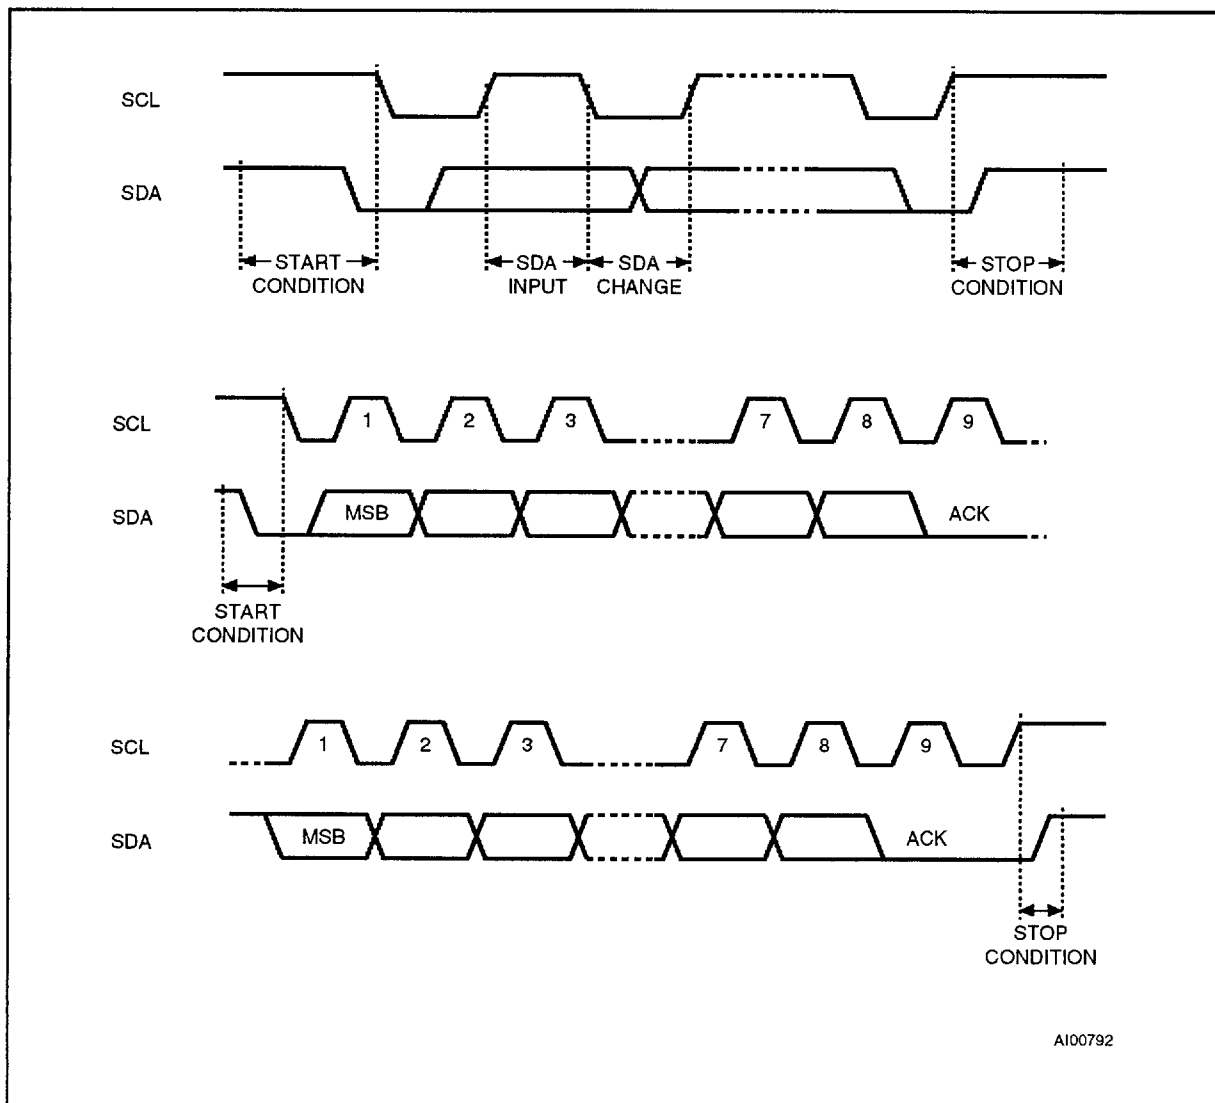 SCL
SDA
START SDA SDA STOP
CONDITION INPUT CHANGE CONDITION
SCL
1 2 3 7 8 9
SDA
MSB ACK
START
CONDITION
SCL
1 2 3 7 8 9
SDA
MSB ACK
STOP
CONDITION
AI00792